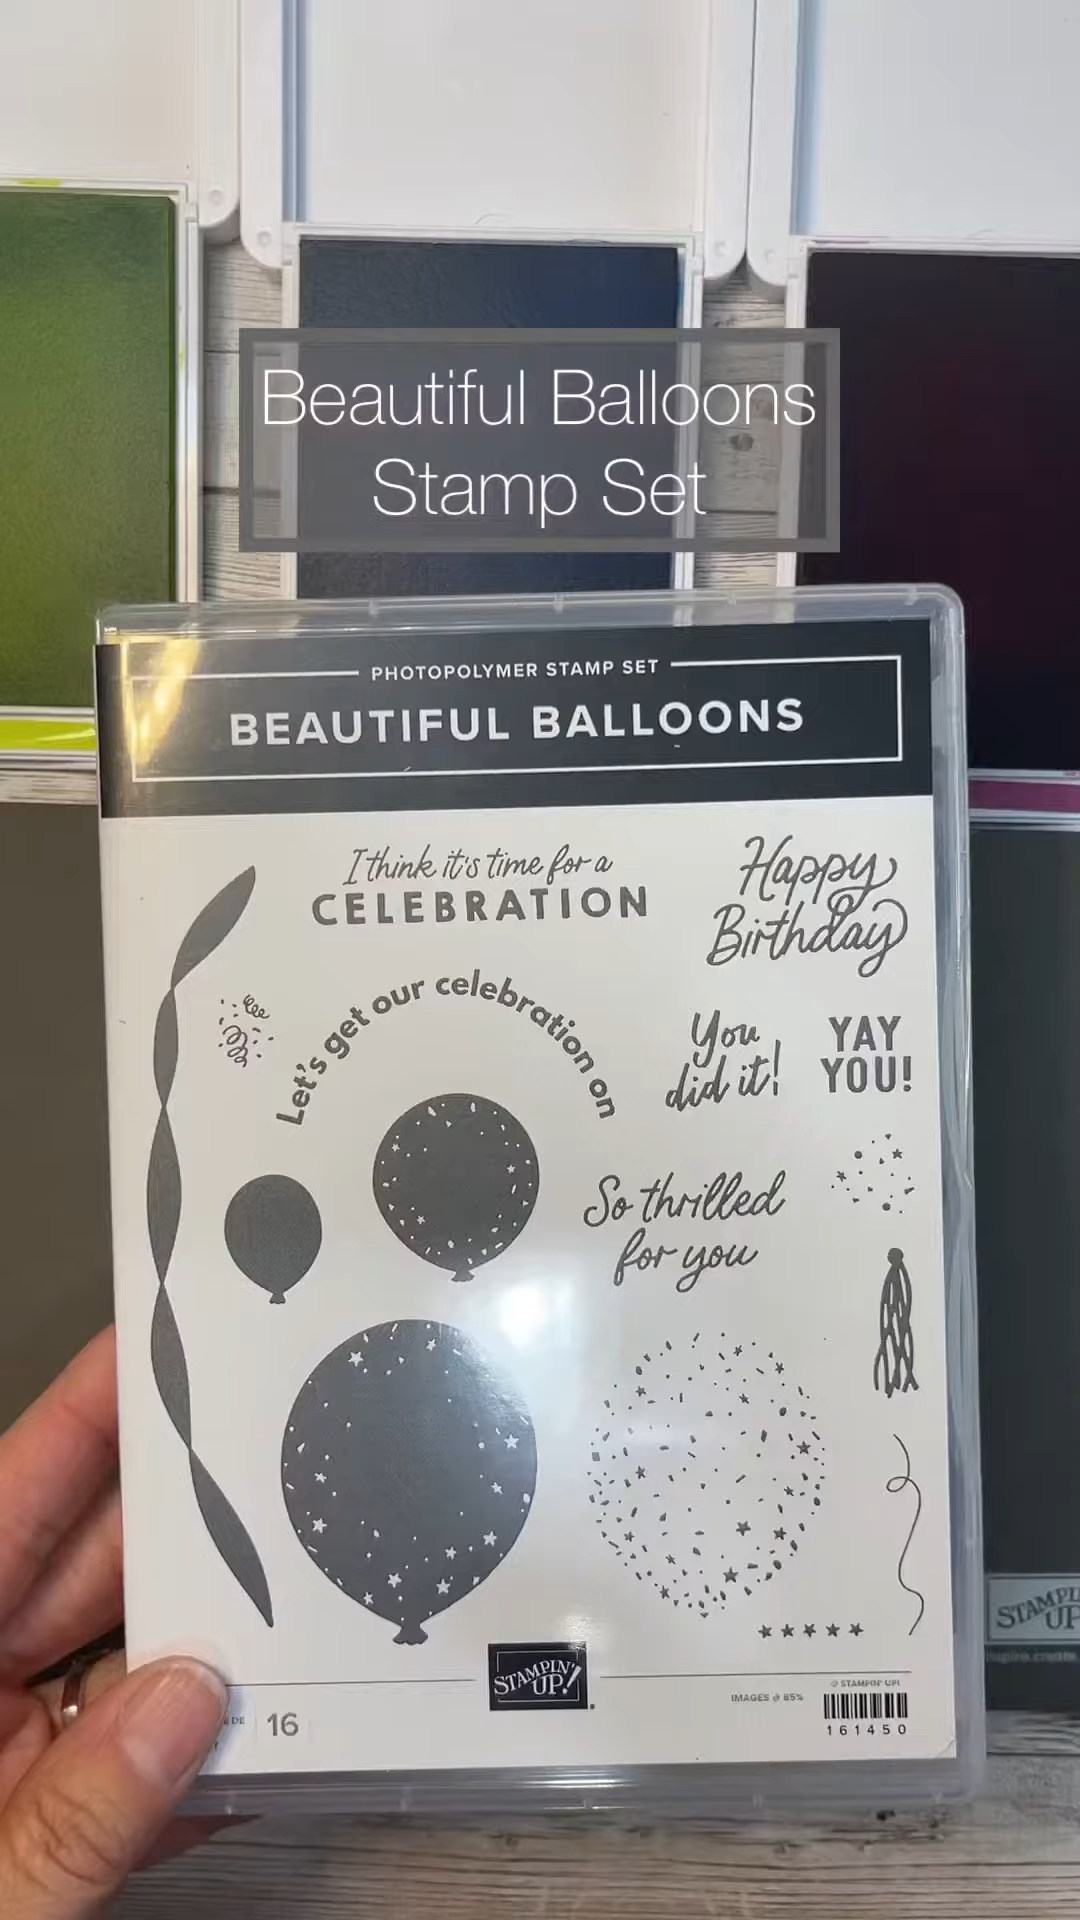 Beautiful Balloons
Stamp Set
PHOTOPOLYMER STAMP SET
BEAUTIFUL BALLOONS
I think it's time for a
CELEBRATION
Happy
Birthday
Let's get our celebration on
You
did it!
YAY
YOU!
So thrilled
for you
STAMPIN'
UP!
IMAGES @ 85%
© STAMPIN' UP!
161450
DE
16
STAMPIN
UP